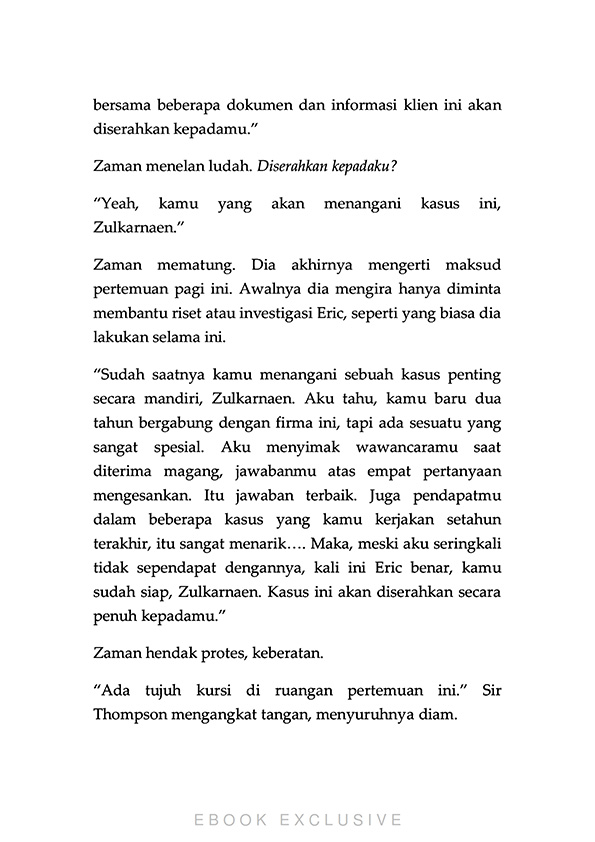 bersama beberapa dokumen dan informasi klien ini akan
diserahkan kepadamu.”
Zaman menelan ludah. Diserahkan kepadaku?
“Yeah, kamu yang akan menangani kasus ini,
Zulkarnaen.”
Zaman mematung. Dia akhirnya mengerti maksud
pertemuan pagi ini. Awalnya dia mengira hanya diminta
membantu riset atau investigasi Eric, seperti yang biasa dia
lakukan selama ini.
“Sudah saatnya kamu menangani sebuah kasus penting
secara mandiri, Zulkarnaen. Aku tahu, kamu baru dua
tahun bergabung dengan firma ini, tapi ada sesuatu yang
sangat spesial. Aku menyimak wawancaramu saat
diterima magang, jawabanmu atas empat pertanyaan
mengesankan. Itu jawaban terbaik. Juga pendapatmu
dalam beberapa kasus yang kamu kerjakan setahun
terakhir, itu sangat menarik…. Maka, meski aku seringkali
tidak sependapat dengannya, kali ini Eric benar, kamu
sudah siap, Zulkarnaen. Kasus ini akan diserahkan secara
penuh kepadamu.”
Zaman hendak protes, keberatan.
“Ada tujuh kursi di ruangan pertemuan ini.” Sir
Thompson mengangkat tangan, menyuruhnya diam.
EBOOK EXCLUSIVE